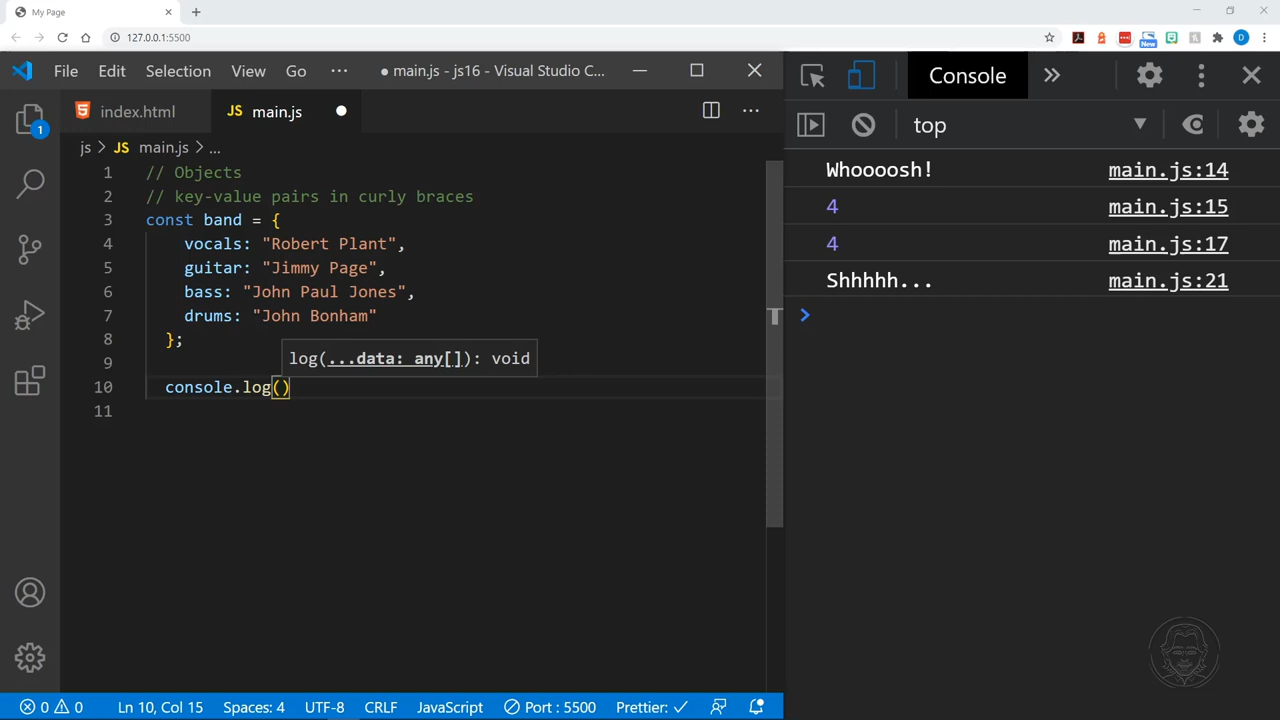 My Page
127.0.0.1:5500
New
D
File Edit Selection View Go ··· ● main.js - js16 - Visual Studio C...
Console
index.html
JS main.js
top
1
js > JS main.js > ...
1 // Objects
2 // key-value pairs in curly braces
3 const band = {
4 vocals: "Robert Plant",
5 guitar: "Jimmy Page",
6 bass: "John Paul Jones",
7 drums: "John Bonham"
8 };
9
log(...data: any[]): void
10 console.log()
11
Whoooosh! main.js:14
4 main.js:15
4 main.js:17
Shhhhh... main.js:21
0 0 Ln 10, Col 15 Spaces: 4 UTF-8 CRLF JavaScript Port : 5500 Prettier: ✓